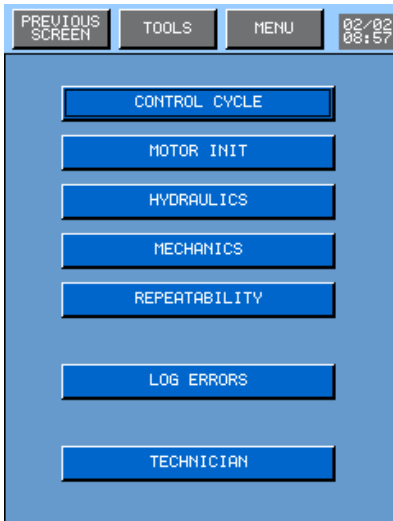 PREVIOUS
SCREEN
TOOLS
MENU
02/02
08:57
CONTROL CYCLE
MOTOR INIT
HYDRAULICS
MECHANICS
REPEATABILITY
LOG ERRORS
TECHNICIAN